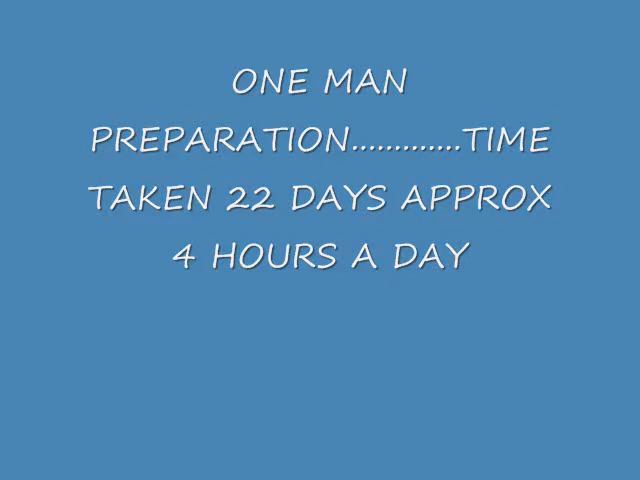 ONE MAN
PREPARATION.............TIME
TAKEN 22 DAYS APPROX
4 HOURS A DAY